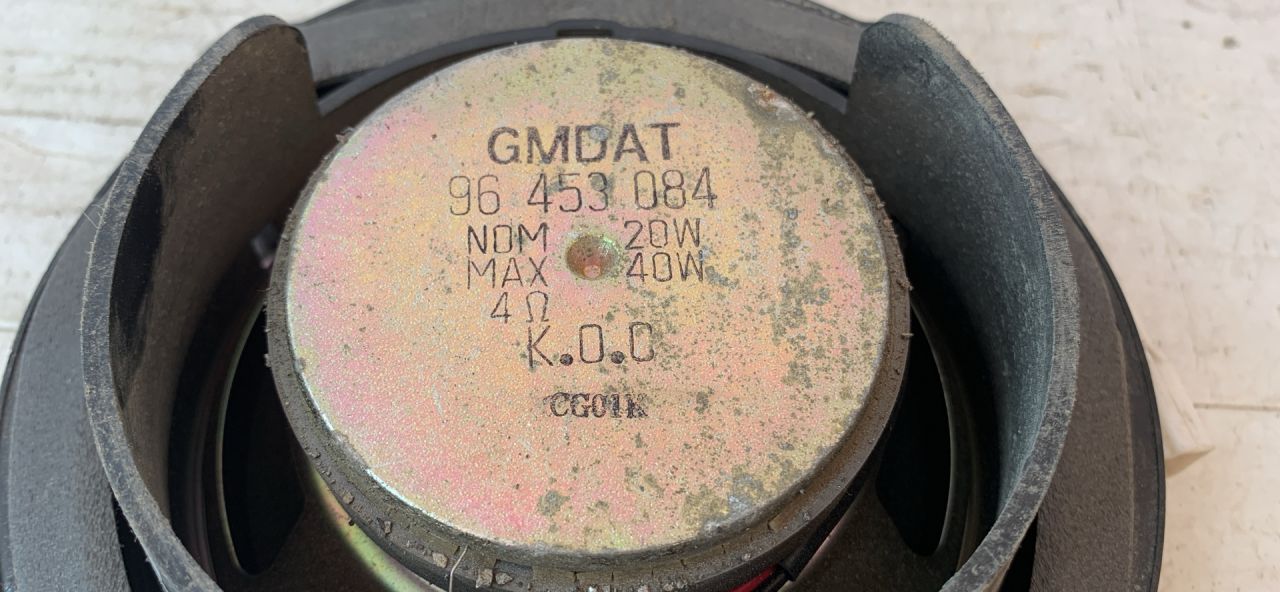 GMDAT
96 453 084
NOM 20W
MAX 40W
4Ω
K.O.C
CG01K